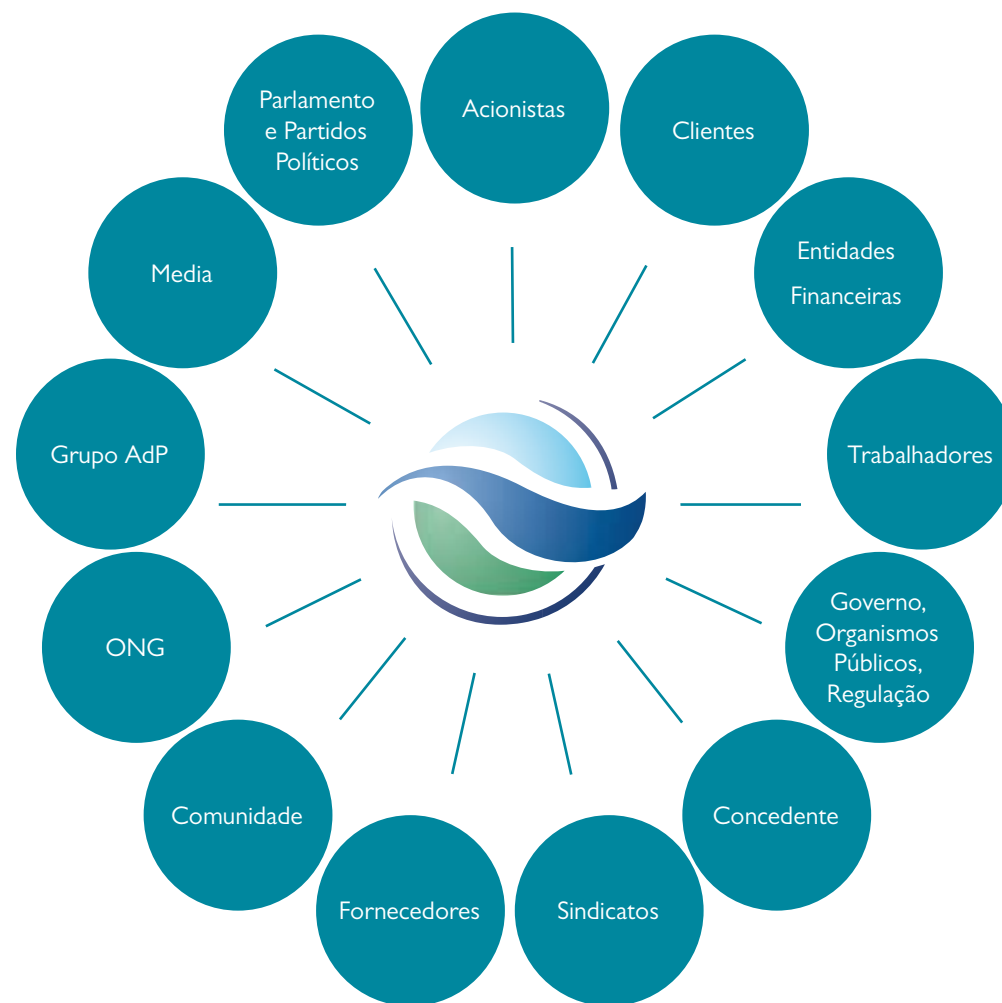 Acionistas
Clientes
Entidades
Financeiras
Trabalhadores
Governo,
Organismos
Públicos,
Regulação
Concedente
Sindicatos
Fornecedores
Comunidade
ONG
Grupo AdP
Media
Parlamento
e Partidos
Políticos